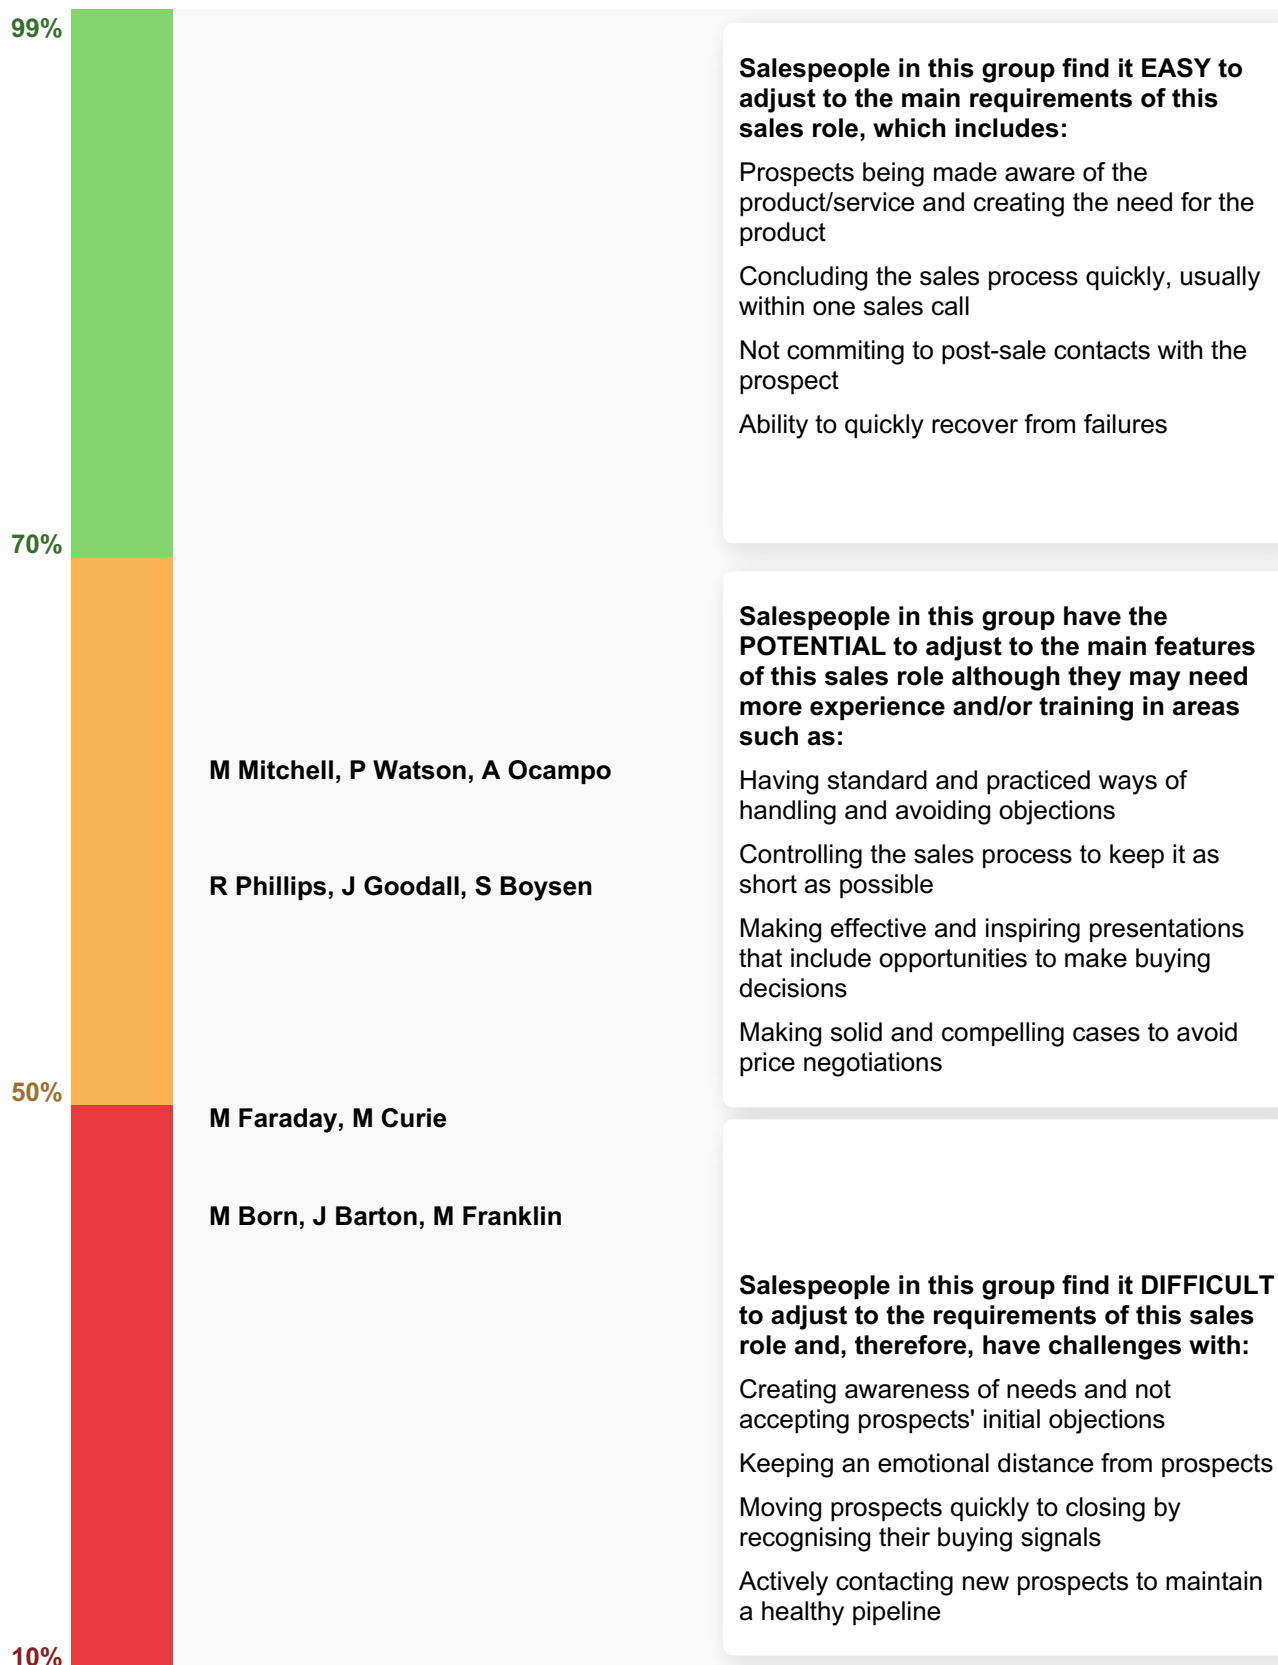 99%
Salespeople in this group find it EASY to
adjust to the main requirements of this
sales role, which includes:
Prospects being made aware of the
product/service and creating the need for the
product
Concluding the sales process quickly, usually
within one sales call
Not commiting to post-sale contacts with the
prospect
Ability to quickly recover from failures
70%
Salespeople in this group have the
POTENTIAL to adjust to the main features
of this sales role although they may need
more experience and/or training in areas
such as:
M Mitchell, P Watson, A Ocampo
Having standard and practiced ways of
handling and avoiding objections
Controlling the sales process to keep it as
short as possible
R Phillips, J Goodall, S Boysen
Making effective and inspiring presentations
that include opportunities to make buying
decisions
Making solid and compelling cases to avoid
price negotiations
50%
M Faraday, M Curie
M Born, J Barton, M Franklin
Salespeople in this group find it DIFFICULT
to adjust to the requirements of this sales
role and, therefore, have challenges with:
Creating awareness of needs and not
accepting prospects' initial objections
Keeping an emotional distance from prospects
Moving prospects quickly to closing by
recognising their buying signals
Actively contacting new prospects to maintain
a healthy pipeline
10%